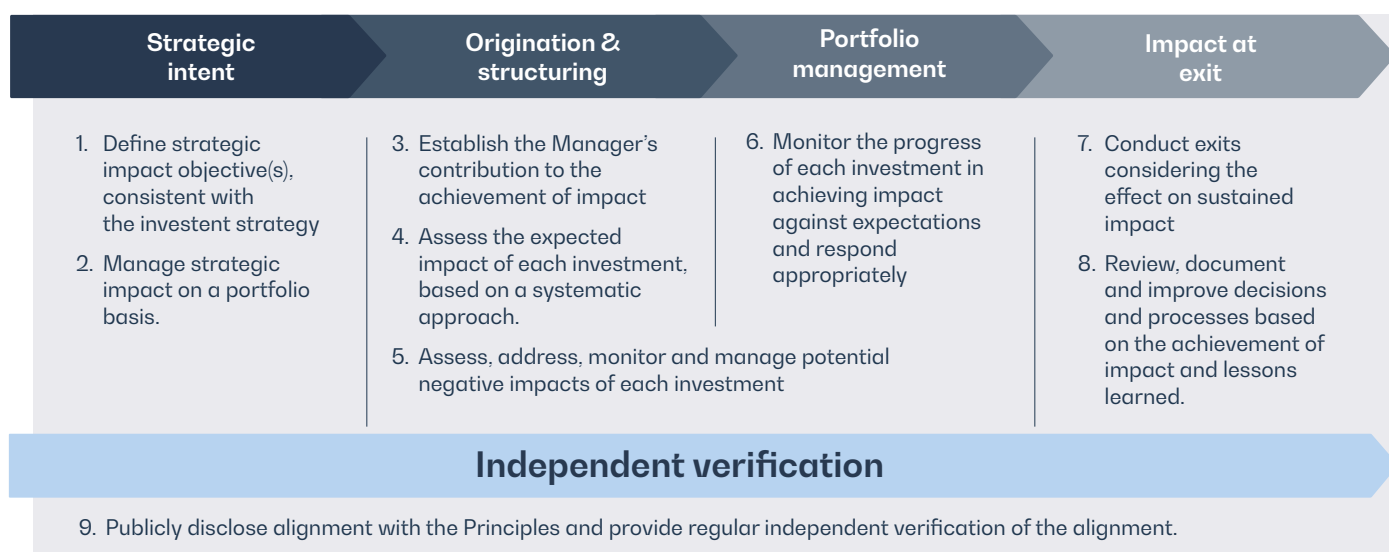 Strategic
intent
Origination &
structuring
Portfolio
management
Impact at
exit
1. Define strategic
impact objective(s),
consistent with
the investent strategy
2. Manage strategic
impact on a portfolio
basis.
3. Establish the Manager's
contribution to the
achievement of impact
4. Assess the expected
impact of each investment,
based on a systematic
approach.
5. Assess, address, monitor and manage potential
negative impacts of each investment
6. Monitor the progress
of each investment in
achieving impact
against expectations
and respond
appropriately
7. Conduct exits
considering the
effect on sustained
impact
8. Review, document
and improve decisions
and processes based
on the achievement of
impact and lessons
learned.
Independent verification
9. Publicly disclose alignment with the Principles and provide regular independent verification of the alignment.